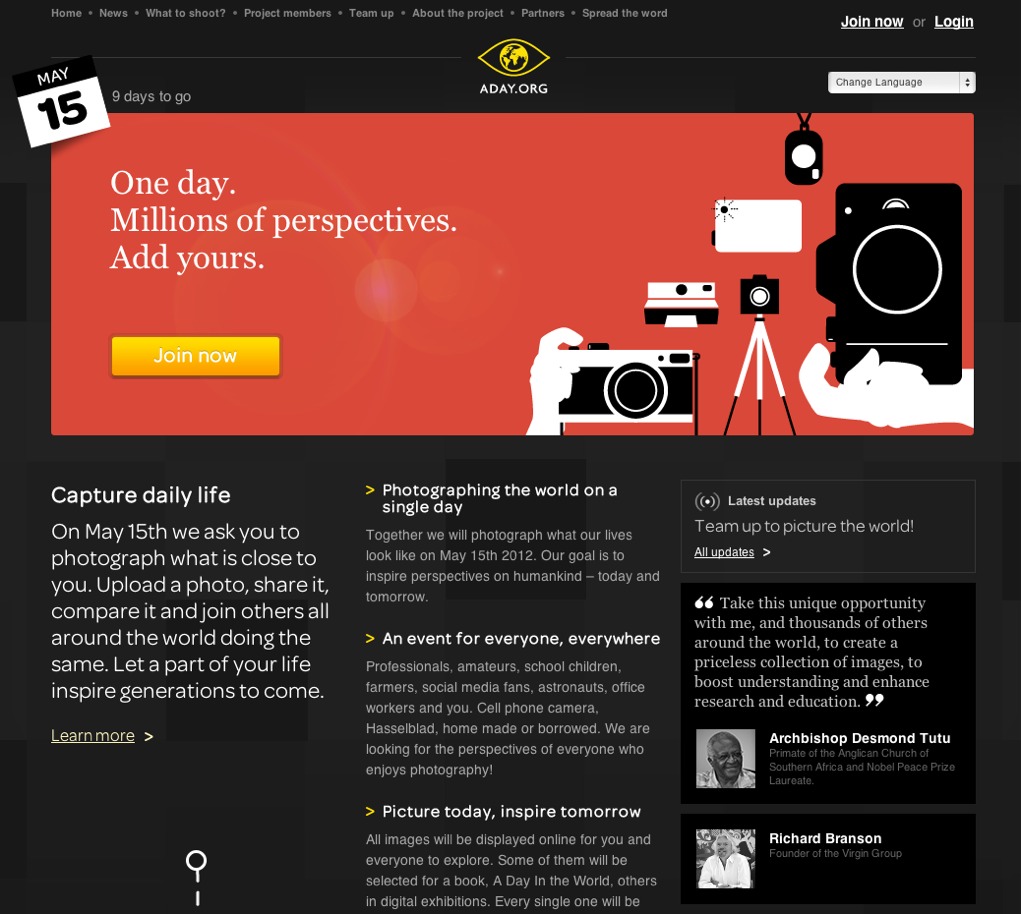 Home • News • What to shoot? • Project members • Team up • About the project • Partners • Spread the word
Join now or Login
ADAY.ORG
MAY
15
9 days to go
Change Language
One day.
Millions of perspectives.
Add yours.
Join now
Capture daily life
On May 15th we ask you to
photograph what is close to
you. Upload a photo, share it,
compare it and join others all
around the world doing the
same. Let a part of your life
inspire generations to come.
Learn more >
> Photographing the world on a
single day
Together we will photograph what our lives
look like on May 15th 2012. Our goal is to
inspire perspectives on humankind – today and
tomorrow.
> An event for everyone, everywhere
Professionals, amateurs, school children,
farmers, social media fans, astronauts, office
workers and you. Cell phone camera,
Hasselblad, home made or borrowed. We are
looking for the perspectives of everyone who
enjoys photography!
> Picture today, inspire tomorrow
All images will be displayed online for you and
everyone to explore. Some of them will be
selected for a book, A Day In the World, others
in digital exhibitions. Every single one will be
Latest updates
Team up to picture the world!
All updates >
“ Take this unique opportunity
with me, and thousands of others
around the world, to create a
priceless collection of images, to
boost understanding and enhance
research and education. ”
Archbishop Desmond Tutu
Primate of the Anglican Church of
Southern Africa and Nobel Peace Prize
Laureate.
Richard Branson
Founder of the Virgin Group